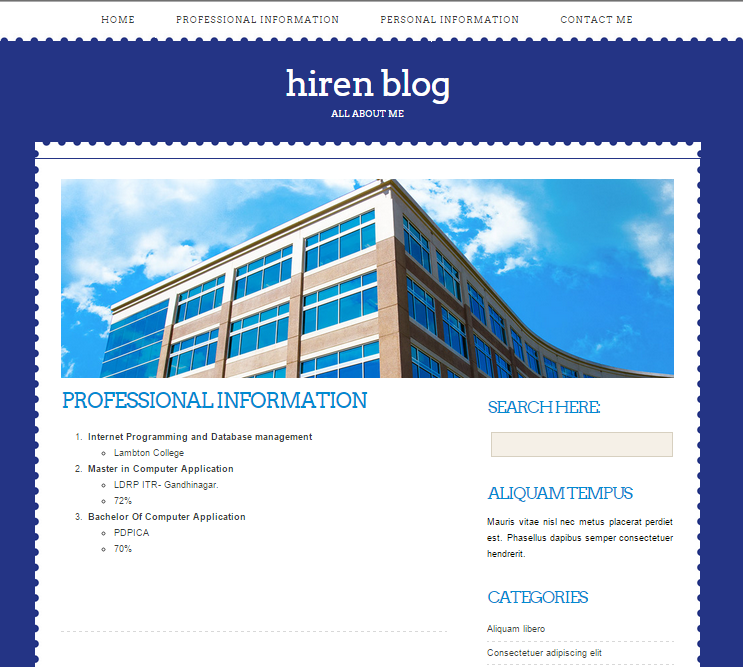 HOME PROFESSIONAL INFORMATION PERSONAL INFORMATION CONTACT ME
hiren blog
ALL ABOUT ME
PROFESSIONAL INFORMATION
1. Internet Programming and Database management
Lambton College
2. Master in Computer Application
LDRP ITR- Gandhinagar.
72%
3. Bachelor Of Computer Application
PDPICA
70%
SEARCH HERE:
ALIQUAM TEMPUS
Mauris vitae nisl nec metus placerat perdiet
est. Phasellus dapibus semper consectetuer
hendrerit.
CATEGORIES
Aliquam libero
Consectetuer adipiscing elit